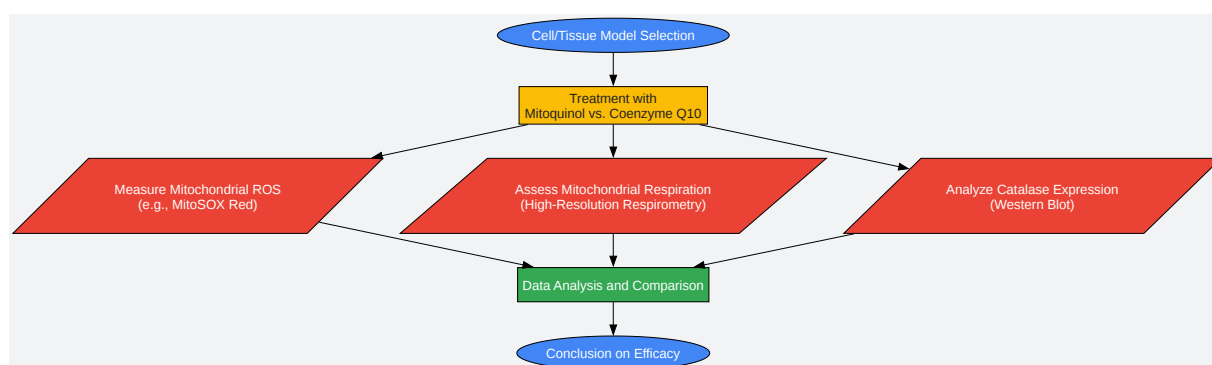 Cell/Tissue Model Selection
Treatment with
Mitoquinol vs. Coenzyme Q10
Measure Mitochondrial ROS
(e.g., MitoSOX Red)
Assess Mitochondrial Respiration
(High-Resolution Respirometry)
Analyze Catalase Expression
(Western Blot)
Data Analysis and Comparison
Conclusion on Efficacy